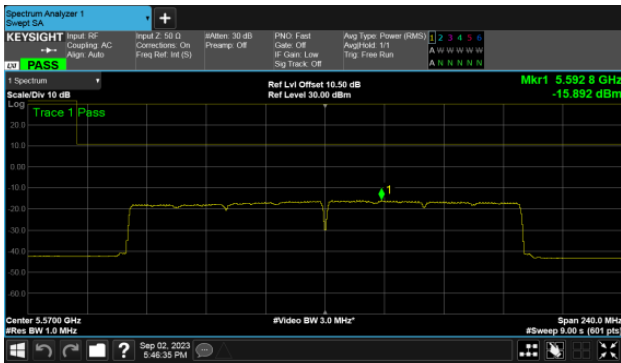 Spectrum Analyzer 1
Swept SA
KEYSIGHT
Input: RF
Coupling: AC
Align: Auto
Input Z: 50 Ω
Corrections: On
Freq Ref: Int (S)
#Atten: 30 dB
Preamp: Off
PNO: Fast
Gate: Off
IF Gain: Low
Sig Track: Off
Avg Type: Power (RMS)
Avg|Hold: 1/1
Trig: Free Run
1 2 3 4 5 6
A W W W W W
A N N N N N
LXI PASS
1 Spectrum
Scale/Div 10 dB
Ref Lvl Offset 10.50 dB
Ref Level 30.00 dBm
Mkr1 5.592 8 GHz
-15.892 dBm
Log
Trace 1 Pass
20.0
10.0
0.00
-10.0
1
-20.0
-30.0
-40.0
-50.0
-60.0
Center 5.5700 GHz
#Res BW 1.0 MHz
#Video BW 3.0 MHz*
Span 240.0 MHz
#Sweep 9.00 s (601 pts)
?
Sep 02, 2023
5:46:35 PM